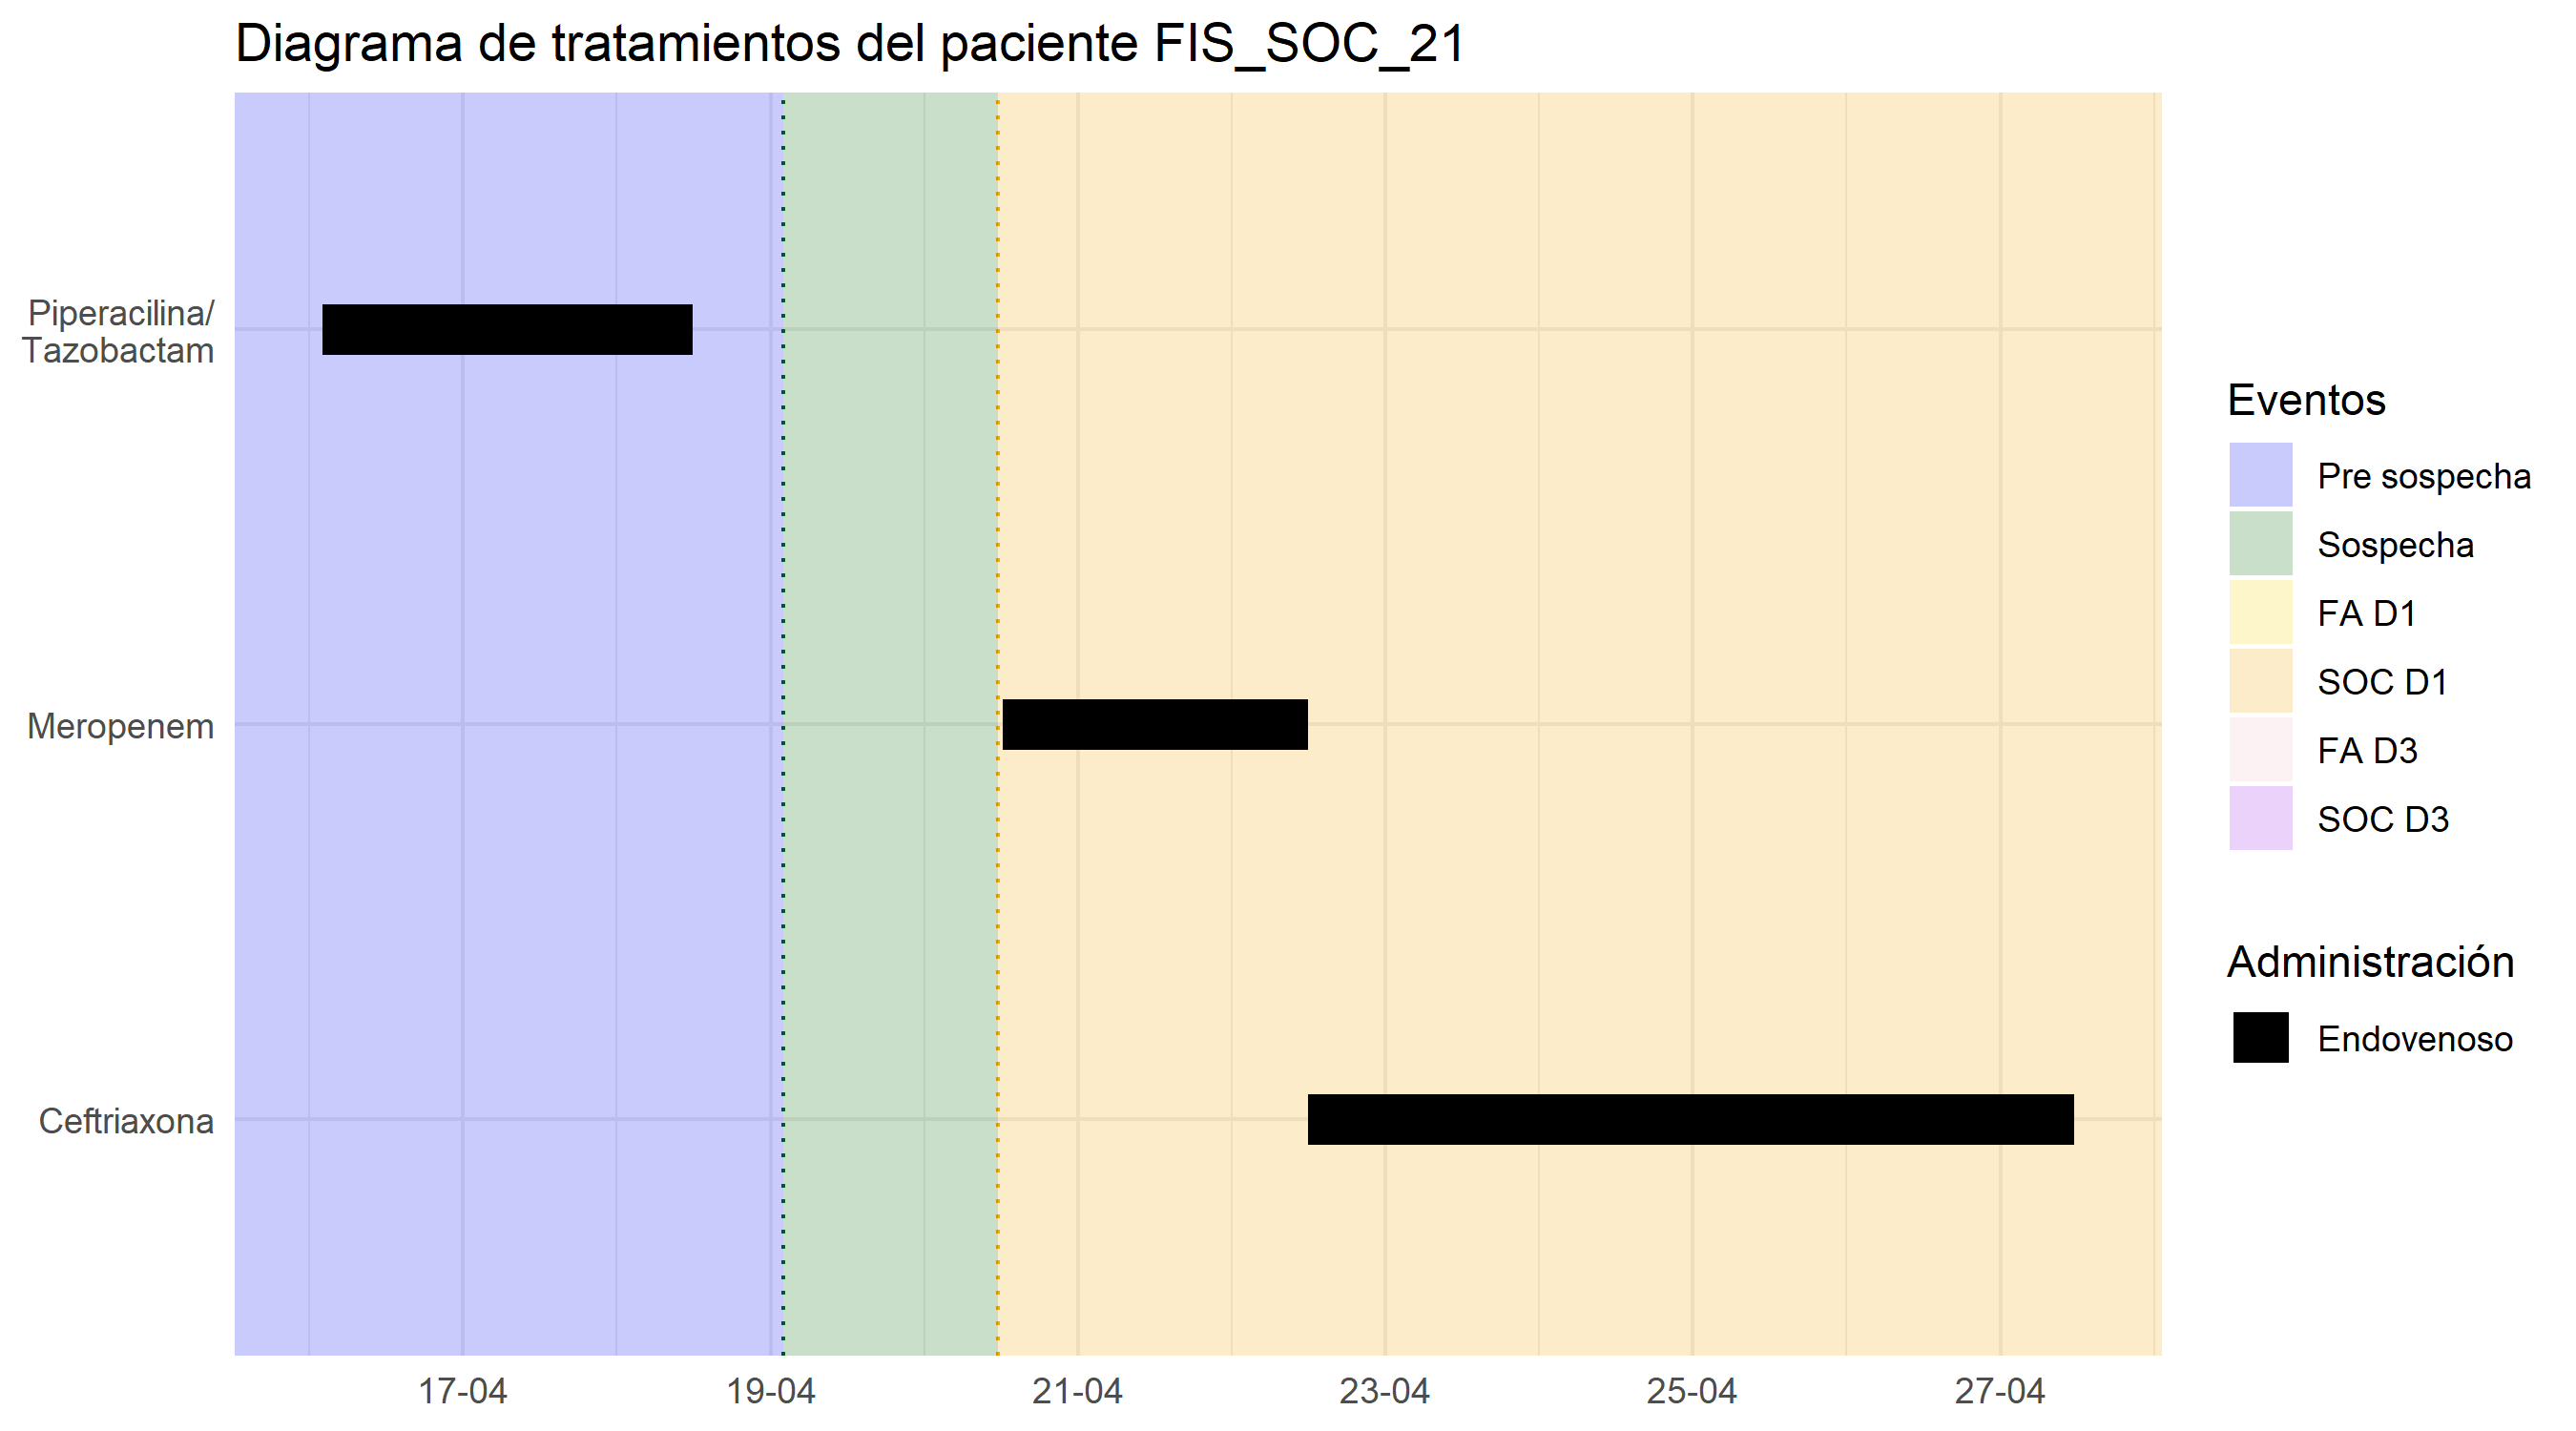 Diagrama de tratamientos del paciente FIS_SOC_21
Piperacilina/
Tazobactam
Meropenem
Ceftriaxona
17-04
19-04
21-04
23-04
25-04
27-04
Eventos
Pre sospecha
Sospecha
FA D1
SOC D1
FA D3
SOC D3
Administración
Endovenoso